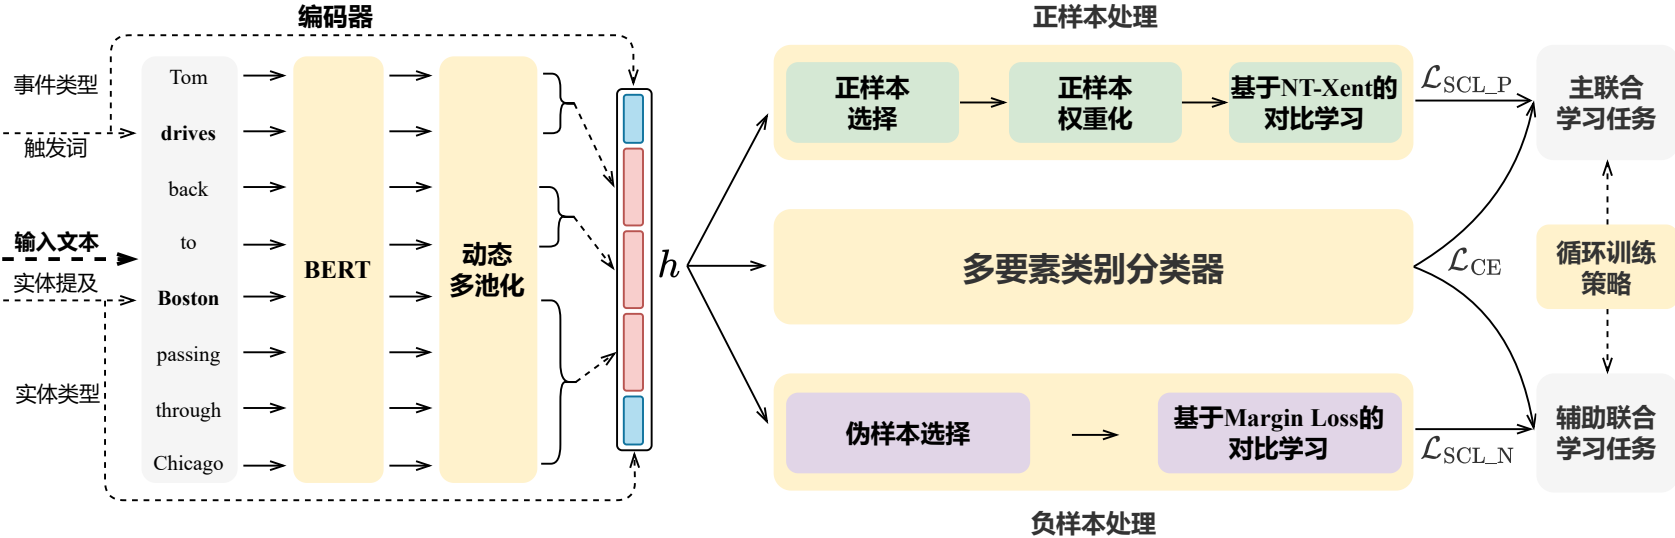 编码器
事件类型
触发词
输入文本
实体提及
实体类型
Tom
drives
back
to
Boston
passing
through
Chicago
BERT
动态
多池化
h
正样本处理
正样本
选择
正样本
权重化
基于NT-Xent的
对比学习
多要素类别分类器
伪样本选择
基于Margin Loss的
对比学习
负样本处理
ℒSCL_P
ℒCE
ℒSCL_N
主联合
学习任务
循环训练
策略
辅助联合
学习任务